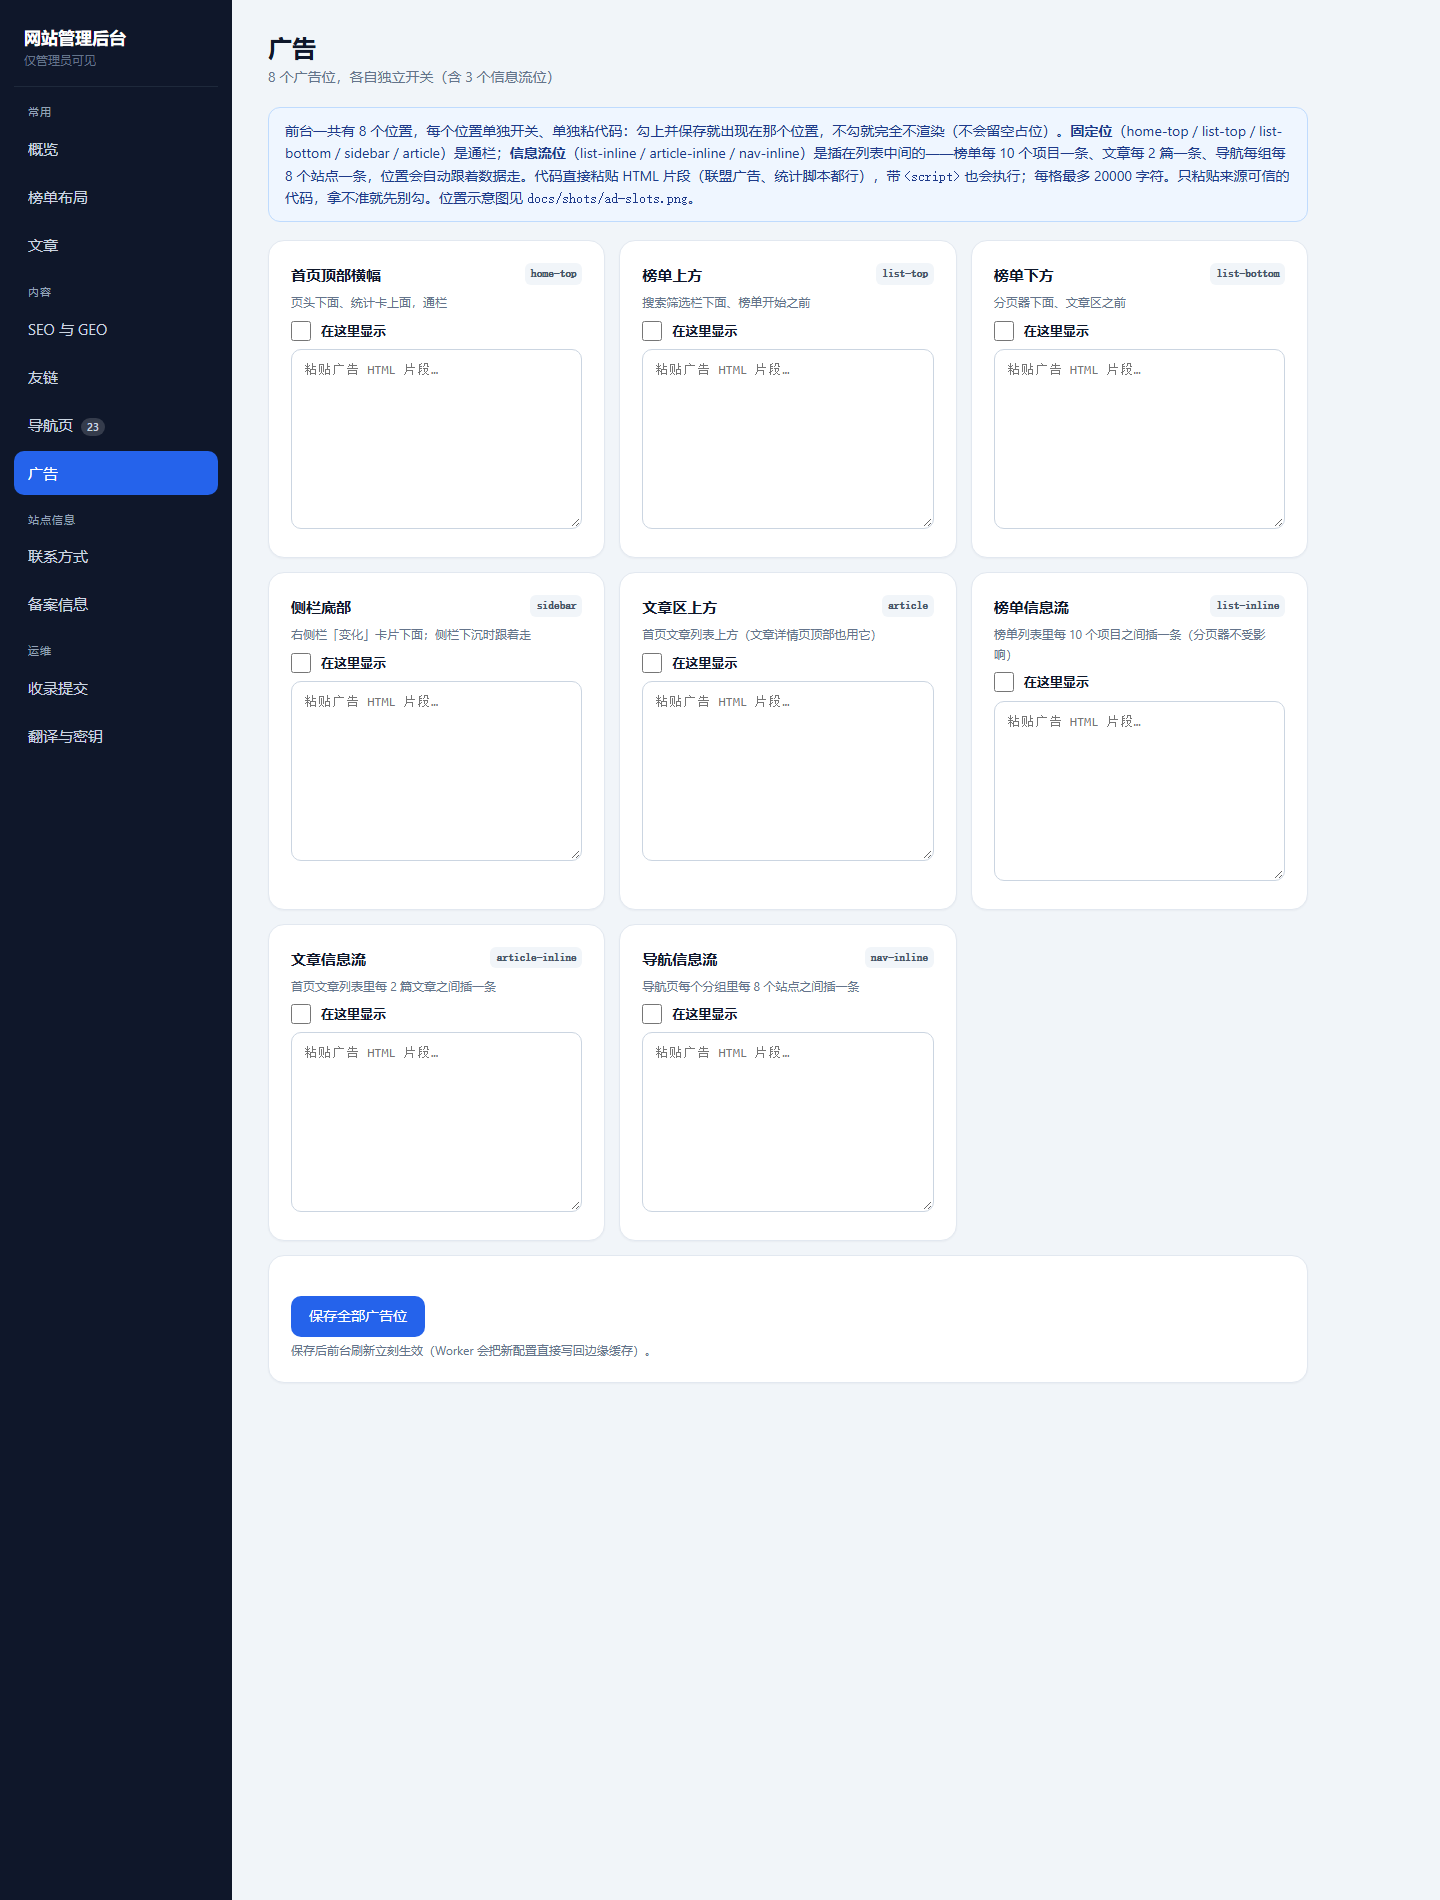 网站管理后台
仅管理员可见
常用
概览
榜单布局
文章
内容
SEO 与 GEO
友链
导航页 23
广告
站点信息
联系方式
备案信息
运维
收录提交
翻译与密钥
广告
8 个广告位，各自独立开关（含 3 个信息流位）
前台一共有 8 个位置，每个位置单独开关、单独粘代码：勾上并保存就出现在那个位置，不勾就完全不渲染（不会留空占位）。固定位（home-top / list-top / list-
bottom / sidebar / article）是通栏；信息流位（list-inline / article-inline / nav-inline）是插在列表中间的——榜单每 10 个项目一条、文章每 2 篇一条、导航每组每
8 个站点一条，位置会自动跟着数据走。代码直接粘贴 HTML 片段（联盟广告、统计脚本都行），带 <script> 也会执行；每格最多 20000 字符。只粘贴来源可信的
代码，拿不准就先别勾。位置示意图见 docs/shots/ad-slots.png。
首页顶部横幅 home-top
页头下面、统计卡上面，通栏
在这里显示
粘贴广告 HTML 片段…
榜单上方 list-top
搜索筛选栏下面、榜单开始之前
在这里显示
粘贴广告 HTML 片段…
榜单下方 list-bottom
分页器下面、文章区之前
在这里显示
粘贴广告 HTML 片段…
侧栏底部 sidebar
右侧栏「变化」卡片下面；侧栏下沉时跟着走
在这里显示
粘贴广告 HTML 片段…
文章区上方 article
首页文章列表上方（文章详情页顶部也用它）
在这里显示
粘贴广告 HTML 片段…
榜单信息流 list-inline
榜单列表里每 10 个项目之间插一条（分页器不受影
响）
在这里显示
粘贴广告 HTML 片段…
文章信息流 article-inline
首页文章列表里每 2 篇文章之间插一条
在这里显示
粘贴广告 HTML 片段…
导航信息流 nav-inline
导航页每个分组里每 8 个站点之间插一条
在这里显示
粘贴广告 HTML 片段…
保存全部广告位
保存后前台刷新立刻生效（Worker 会把新配置直接写回边缘缓存）。